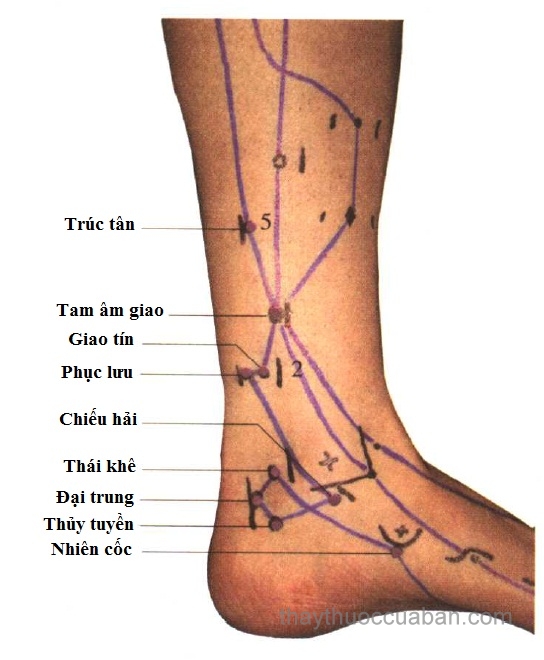 Trúc tân
5
Tam âm giao
Giao tín
Phục lưu
2
Chiếu hải
Thái khê
Đại trung
Thủy tuyền
Nhiên cốc
thaythuoccuaban.com